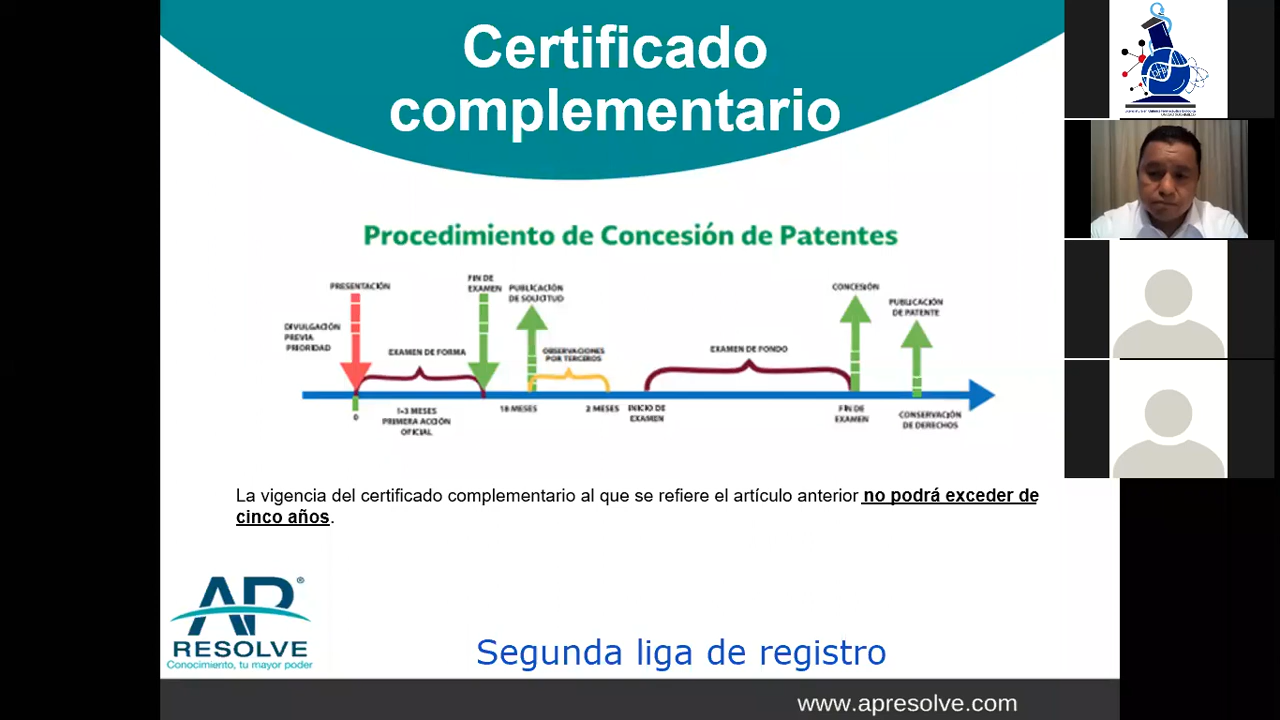 Certificado
complementario
Procedimiento de Concesión de Patentes
PRESENTACIÓN
FIN DE
EXAMEN
PUBLICACIÓN
DE SOLICITUD
CONCESIÓN
PUBLICACIÓN
DE PATENTE
DIVULGACIÓN
PREVIA
PRIORIDAD
EXAMEN DE FORMA
OBSERVACIONES
POR TERCEROS
EXAMEN DE FONDO
0
1-3 MESES
PRIMERA ACCIÓN
OFICIAL
18 MESES
2 MESES
INICIO DE
EXAMEN
FIN DE
EXAMEN
CONSERVACIÓN
DE DERECHOS
La vigencia del certificado complementario al que se refiere el artículo anterior no podrá exceder de
cinco años.
AP®
RESOLVE
Conocimiento, tu mayor poder
Segunda liga de registro
www.apresolve.com